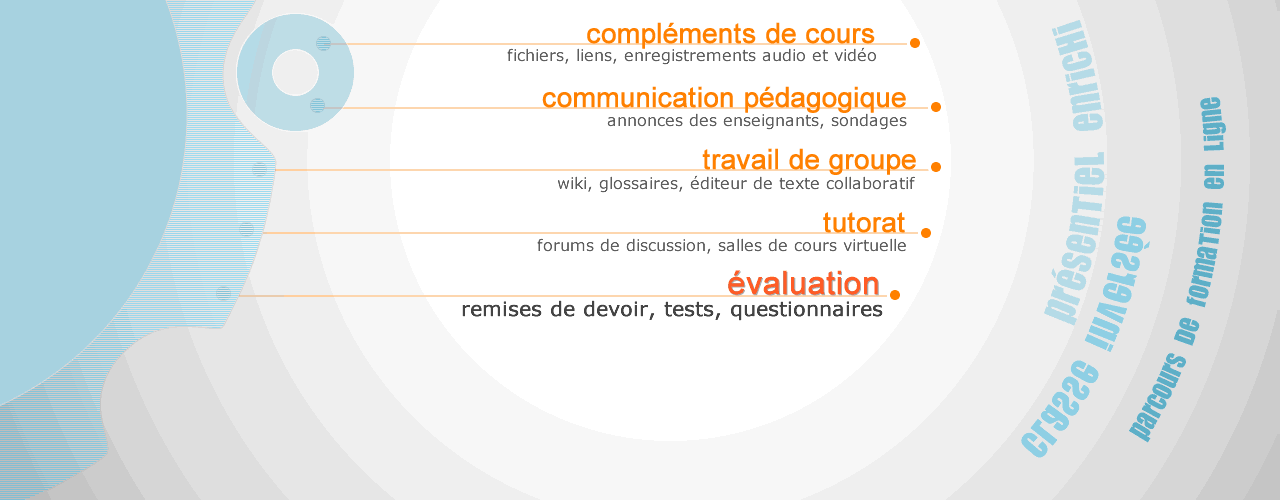 compléments de cours
fichiers, liens, enregistrements audio et vidéo
communication pédagogique
annonces des enseignants, sondages
travail de groupe
wiki, glossaires, éditeur de texte collaboratif
tutorat
forums de discussion, salles de cours virtuelle
évaluation
remises de devoir, tests, questionnaires
présentiel enrichi
classe inversée
parcours de formation en ligne